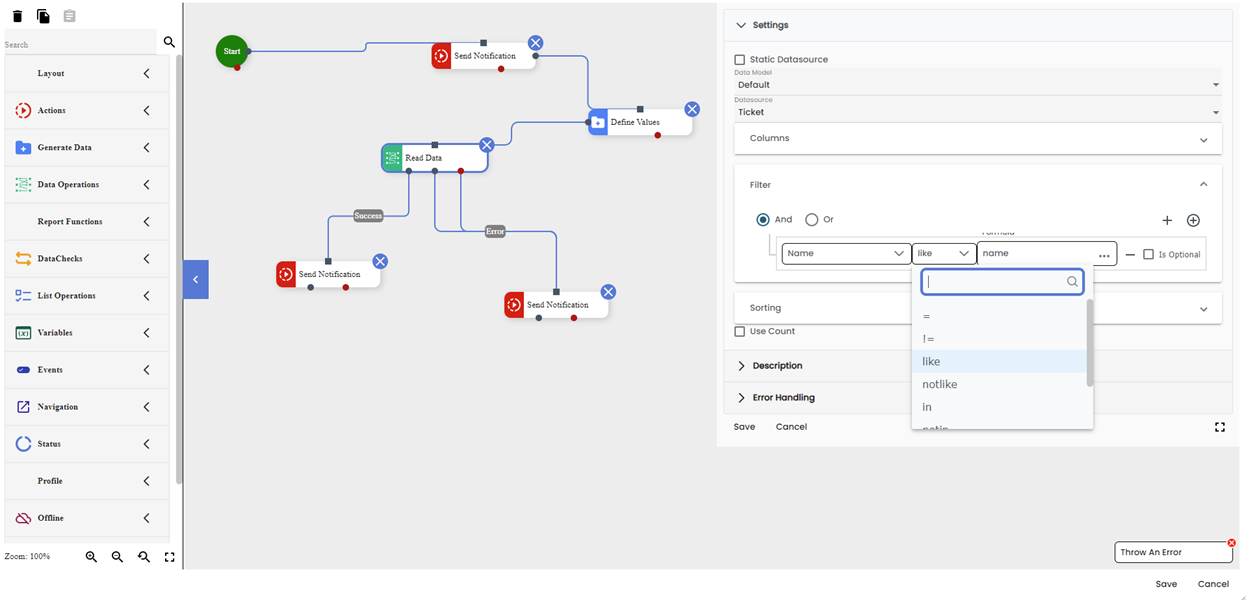 Search
Layout
Actions
Generate Data
Data Operations
Report Functions
DataChecks
List Operations
Variables
Events
Navigation
Status
Profile
Offline
Zoom: 100%
Start
Send Notification
Define Values
Read Data
Success
Error
Send Notification
Send Notification
Settings
Static Datasource
Data Model
Default
Datasource
Ticket
Columns
Filter
And Or
Formula
Name like name ... Is Optional
=
!=
like
notlike
in
notin
Sorting
Use Count
Description
Error Handling
Save Cancel
Throw An Error
Save Cancel